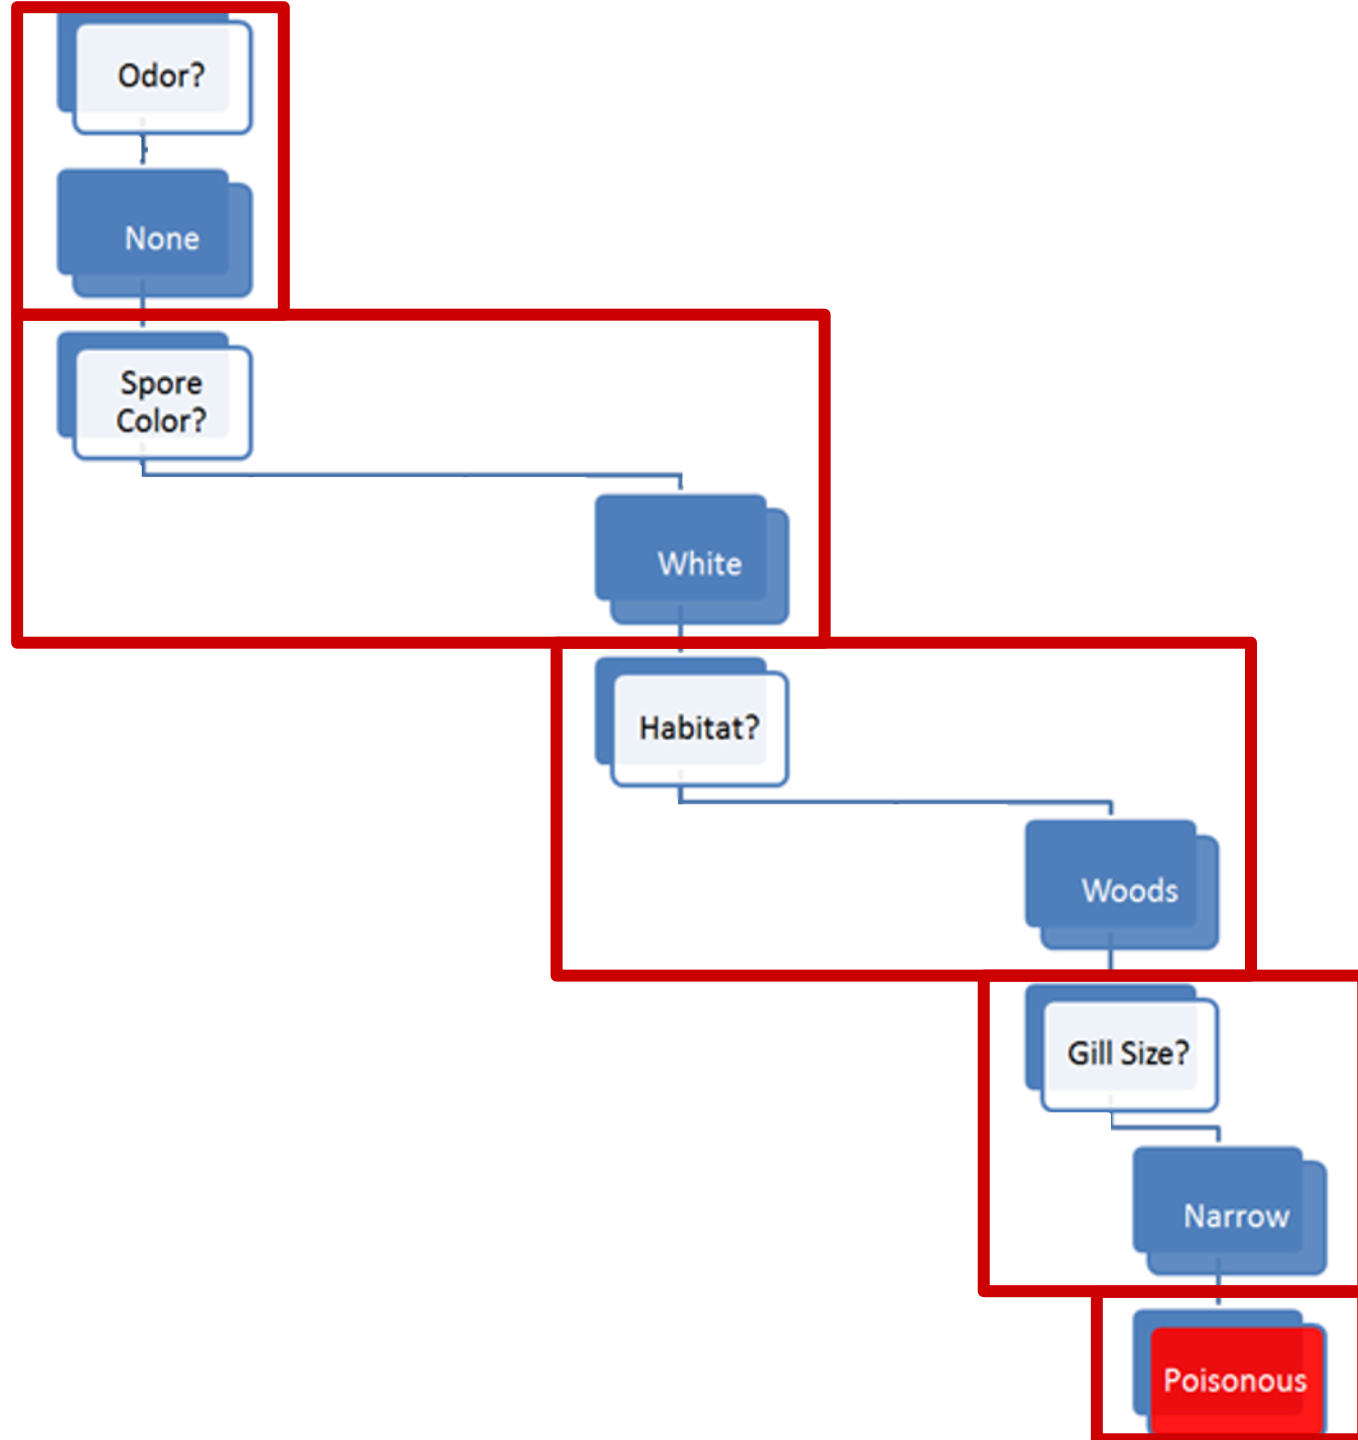 Odor?
None
Spore
Color?
White
Habitat?
Woods
Gill Size?
Narrow
Poisonous